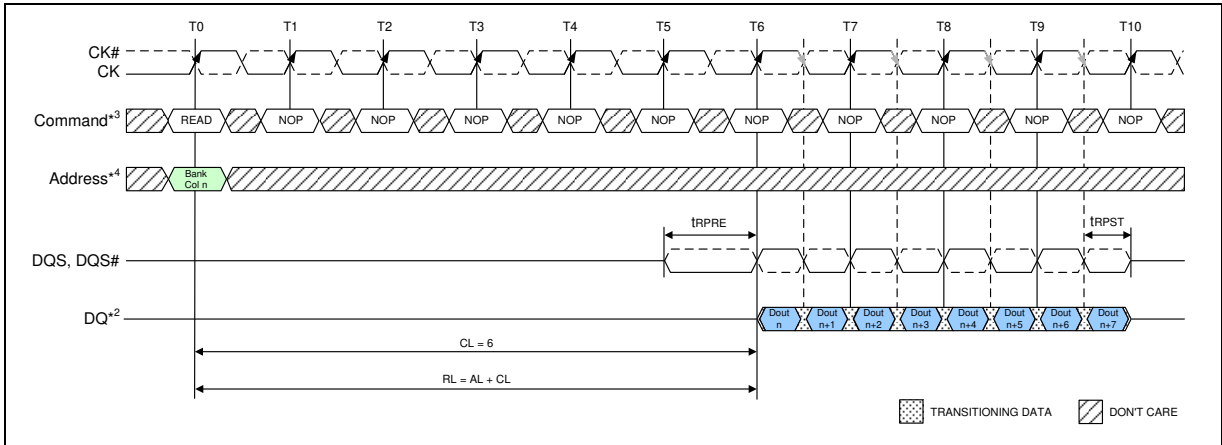 T0 T1 T2 T3 T4 T5 T6 T7 T8 T9 T10
CK#
CK
Command*3 READ NOP NOP NOP NOP NOP NOP NOP NOP NOP NOP
Address*4 Bank
Col n
tRPRE tRPST
DQS, DQS#
DQ*2 Dout
n Dout
n+1 Dout
n+2 Dout
n+3 Dout
n+4 Dout
n+5 Dout
n+6 Dout
n+7
CL = 6
RL = AL + CL
TRANSITIONING DATA DON'T CARE